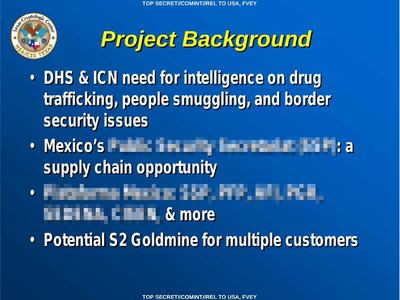 TOP SECRET//COMINT//REL TO USA, FVEY
Project Background
• DHS & ICN need for intelligence on drug
trafficking, people smuggling, and border
security issues
• Mexico's : a
supply chain opportunity
•
& more
• Potential S2 Goldmine for multiple customers
TOP SECRET//COMINT//REL TO USA, FVEY